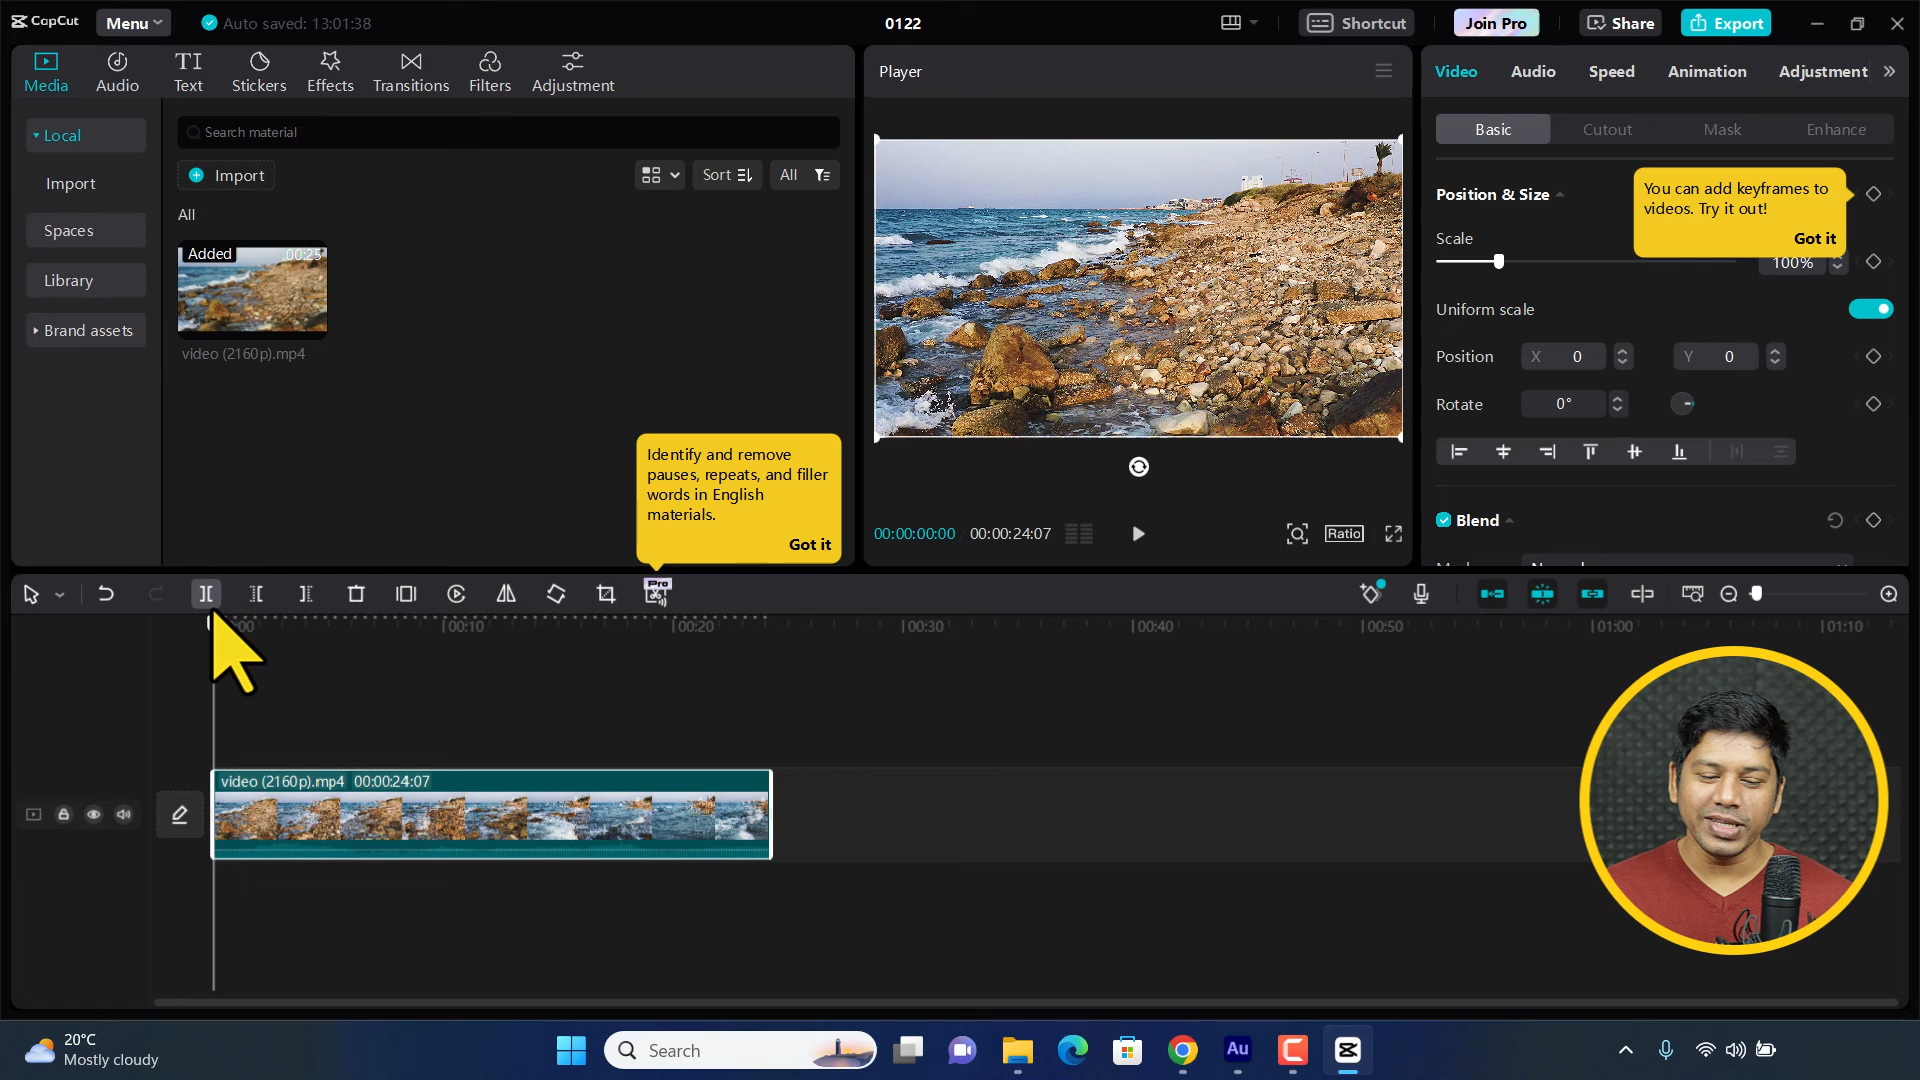 CapCut
Menu
Auto saved: 13:01:38
0122
Shortcut
Join Pro
Share
Export
Media
Audio
Text
Stickers
Effects
Transitions
Filters
Adjustment
Player
Video
Audio
Speed
Animation
Adjustment
Local
Import
Spaces
Library
Brand assets
Search material
Import
Sort
All
All
Added
00:25
video (2160p).mp4
Basic
Cutout
Mask
Enhance
Position & Size
You can add keyframes to
videos. Try it out!
Got it
Scale
100%
Uniform scale
Position
X 0
Y 0
Rotate
0°
Blend
Identify and remove
pauses, repeats, and filler
words in English
materials.
Got it
00:00:00:00
00:00:24:07
Ratio
Pro
00:10
00:20
00:30
00:40
00:50
01:00
01:10
video (2160p).mp4 00:00:24:07
20°C
Mostly cloudy
Search
Au